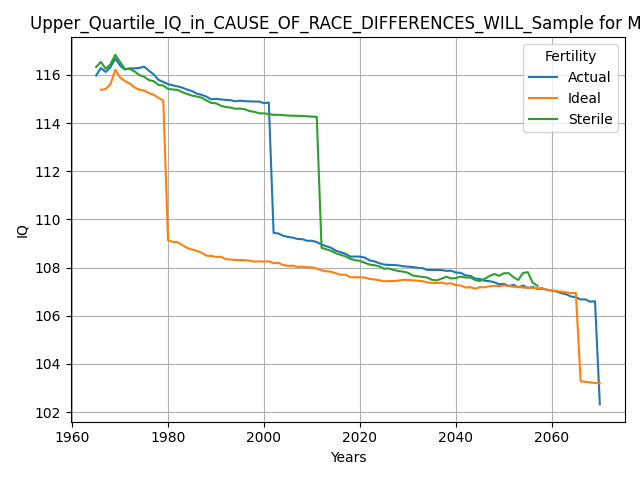 Upper_Quartile_IQ_in_CAUSE_OF_RACE_DIFFERENCES_WILL_Sample for M
Fertility
Actual
Ideal
Sterile
116
114
112
110
108
106
104
102
IQ
1960 1980 2000 2020 2040 2060
Years